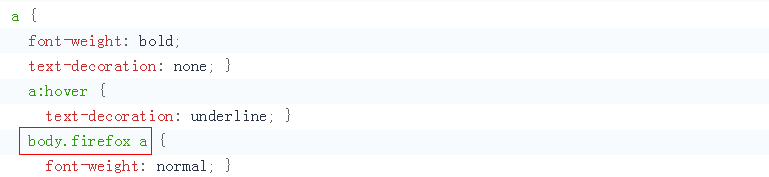 a {
font-weight: bold;
text-decoration: none; }
a:hover {
text-decoration: underline; }
body.firefox a {
font-weight: normal; }